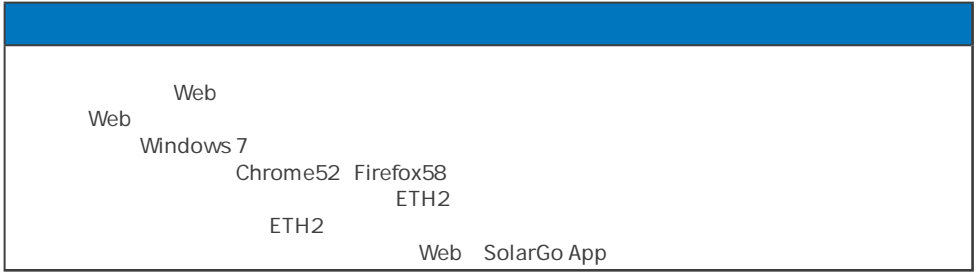 Web
Web
Windows 7
Chrome52 Firefox58
ETH2
ETH2
Web SolarGo App